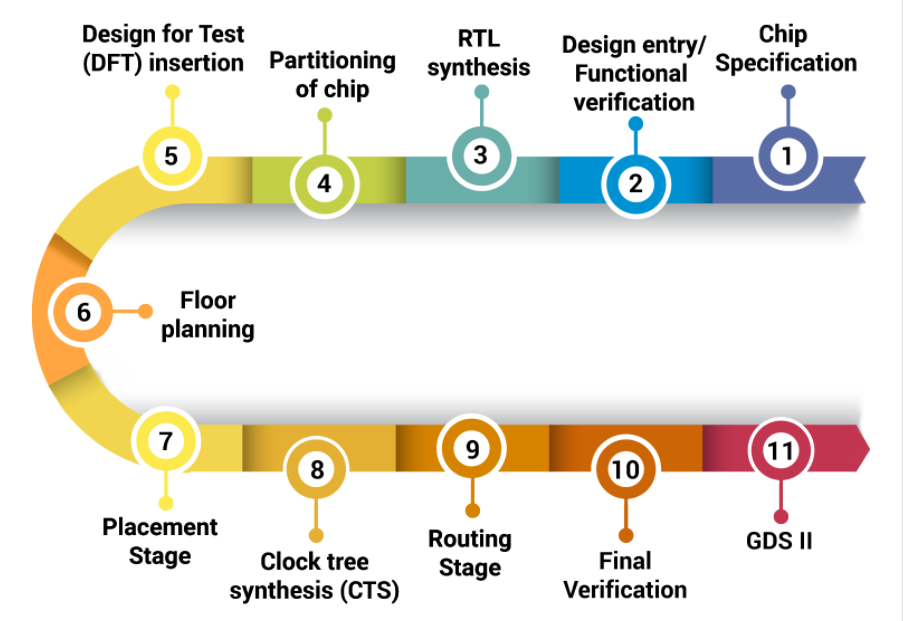 Chip
Specification
1
Design entry/
Functional
verification
2
RTL
synthesis
3
Partitioning
of chip
4
Design for Test
(DFT) insertion
5
6
Floor
planning
7
Placement
Stage
8
Clock tree
synthesis (CTS)
9
Routing
Stage
10
Final
Verification
11
GDS II